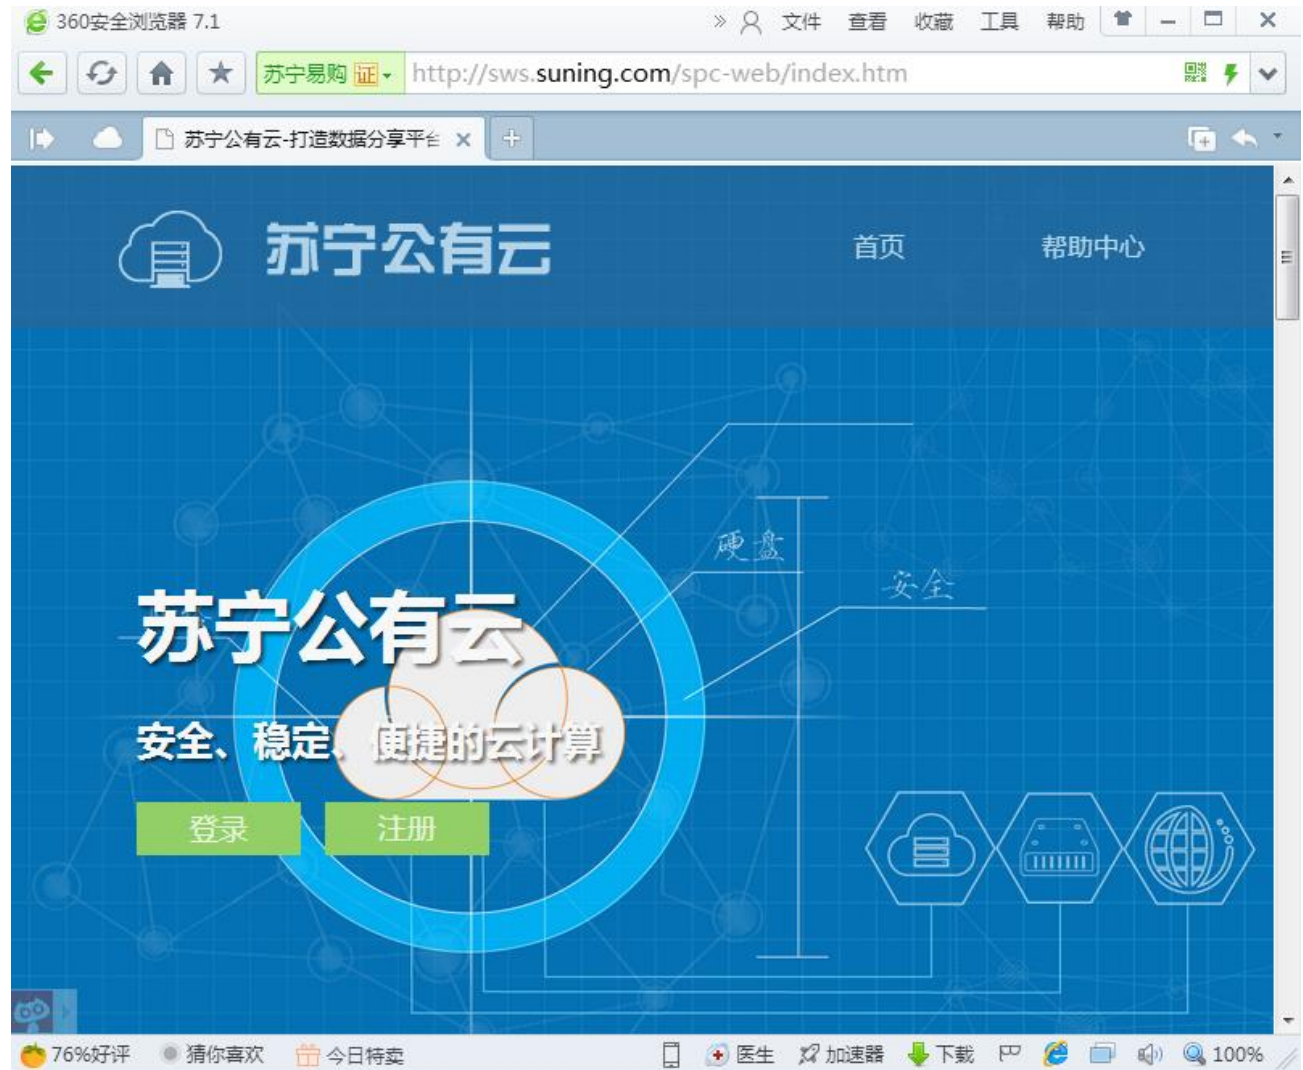 360安全浏览器 7.1
» 文件 查看 收藏 工具 帮助
苏宁易购 证 http://sws.suning.com/spc-web/index.htm
苏宁公有云-打造数据分享平台
苏宁公有云 首页 帮助中心
硬盘
安全
苏宁公有云
安全、稳定、便捷的云计算
登录 注册
76%好评 猜你喜欢 今日特卖 医生 加速器 下载 100%